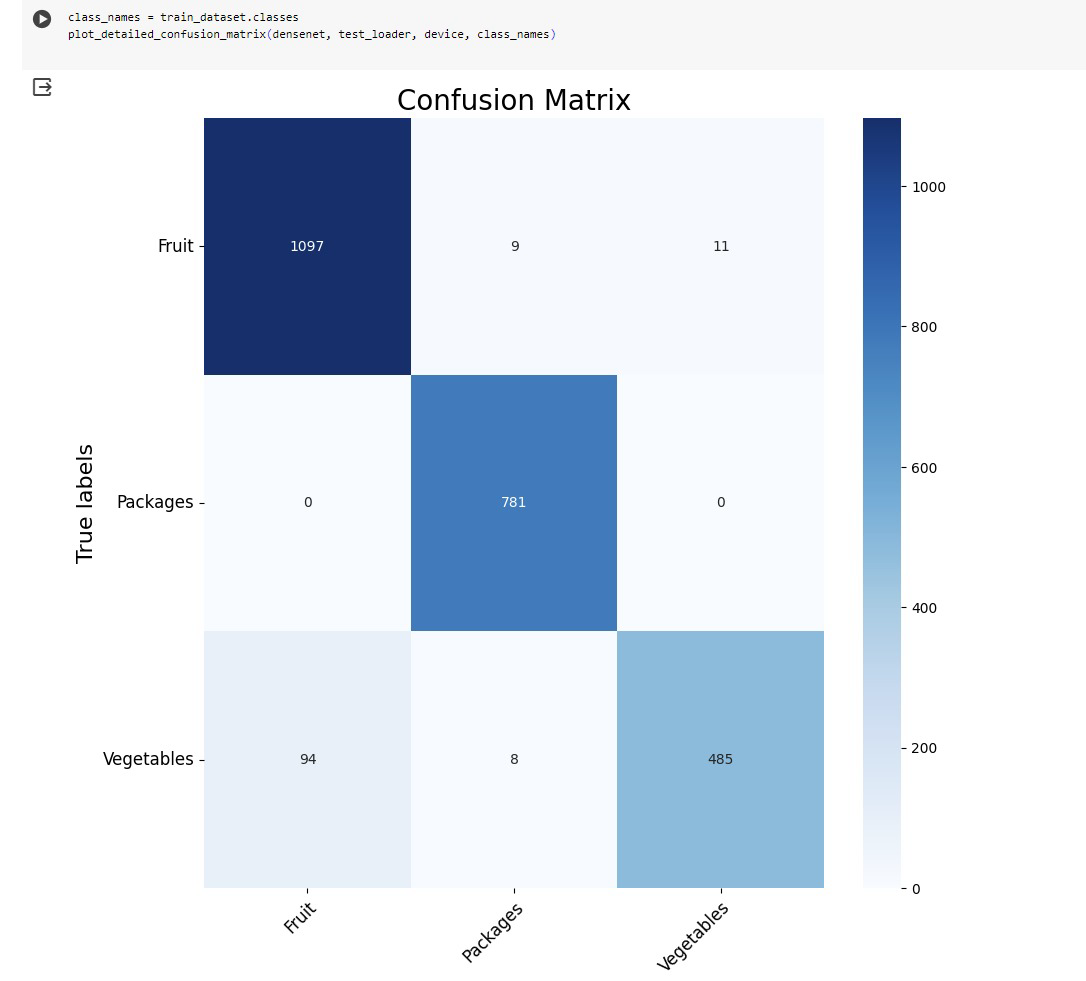 class_names = train_dataset.classes
plot_detailed_confusion_matrix(densenet, test_loader, device, class_names)
Confusion Matrix
1000
Fruit
1097
9
11
800
600
True labels
Packages
0
781
0
400
200
Vegetables
94
8
485
0
Fruit
Packages
Vegetables